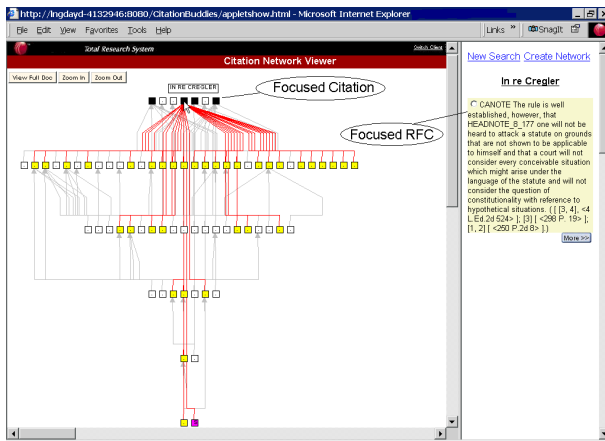 http://lngdayd-4132946:8080/CitationBuddies/appletshow.html - Microsoft Internet Explorer
File Edit View Favorites Tools Help
Links » SnagIt
Total Research System
Switch Client
Citation Network Viewer
View Full Doc Zoom In Zoom Out
IN RE CREGLER
Focused Citation
Focused RFC
New Search Create Network
In re Cregler
CANOTE The rule is well
established, however, that
HEADNOTE_8_177 one will not be
heard to attack a statute on grounds
that are not shown to be applicable
to himself and that a court will not
consider every conceivable situation
which might arise under the
language of the statute and will not
consider the question of
constitutionality with reference to
hypothetical situations. ( [ [3, 4], <4
L.Ed.2d 524> ]; [3] [ <298 P. 19> ];
[1, 2] [ <250 P.2d 8> ].)
More >>